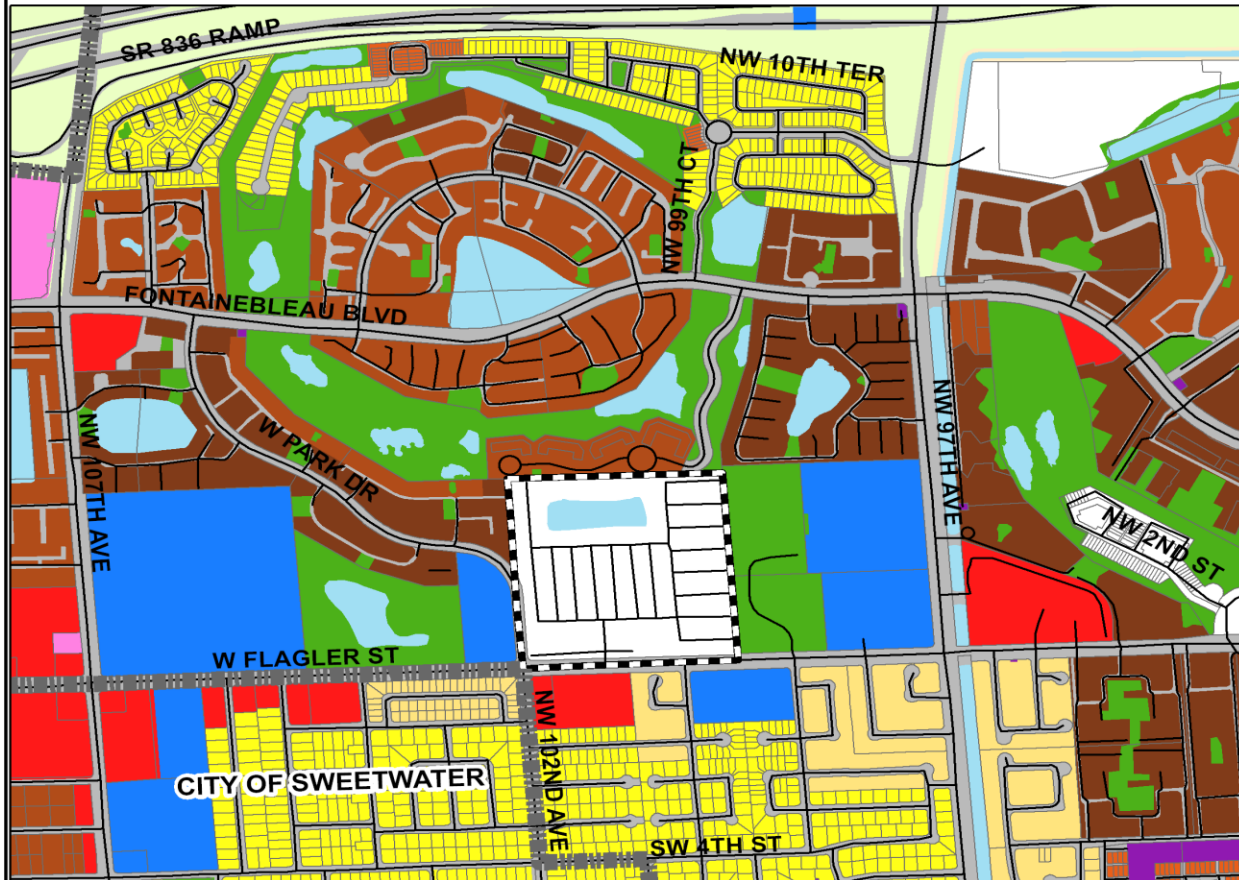 SR 836 RAMP
NW 10TH TER
NW 99TH CT
FONTAINEBLEAU BLVD
NW 107TH AVE
W PARK DR
NW 97TH AVE
NW 2ND ST
W FLAGLER ST
NW 102ND AVE
CITY OF SWEETWATER
SW 4TH ST